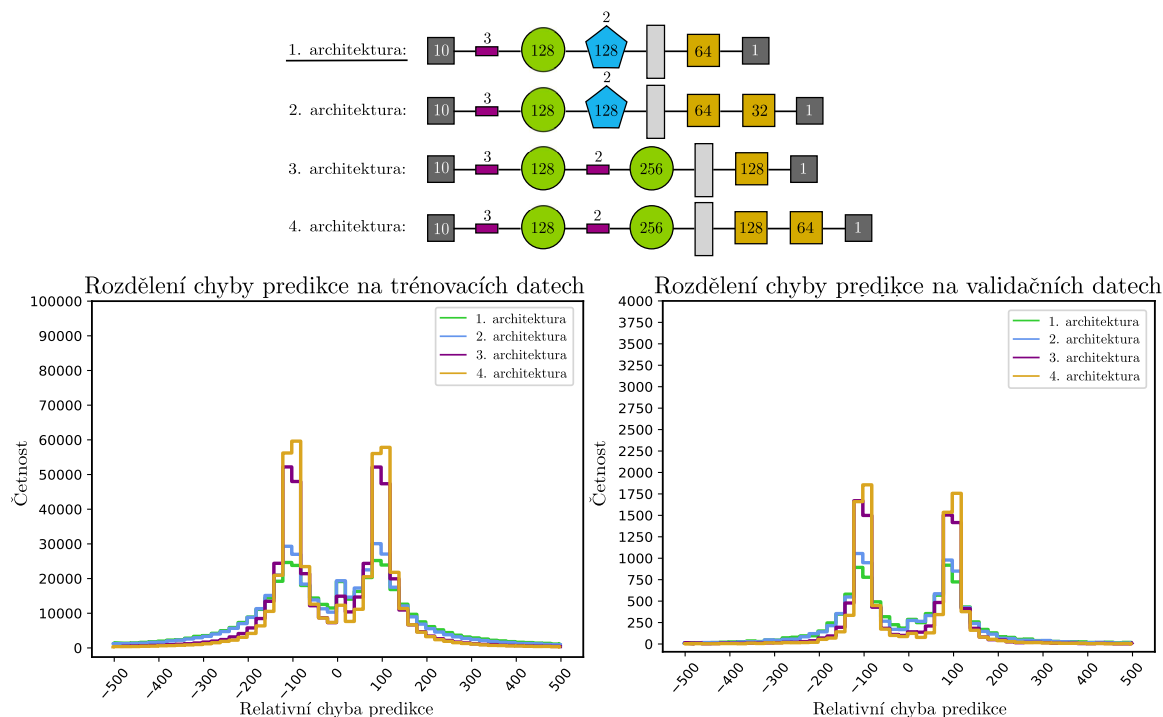 2
1. architektura: 10 3 128 128 64 1
2
2. architektura: 10 3 128 128 64 32 1
3. architektura: 10 3 128 2 256 128 1
4. architektura: 10 3 128 2 256 128 64 1
Rozdělení chyby predikce na trénovacích datech
100000
90000
80000
70000
60000
50000
40000
30000
20000
10000
0
Četnost
1. architektura
2. architektura
3. architektura
4. architektura
−500 −400 −300 −200 −100 0 100 200 300 400 500
Relativní chyba predikce
Rozdělení chyby predikce na validačních datech
4000
3750
3500
3250
3000
2750
2500
2250
2000
1750
1500
1250
1000
750
500
250
0
Četnost
1. architektura
2. architektura
3. architektura
4. architektura
−500 −400 −300 −200 −100 0 100 200 300 400 500
Relativní chyba predikce